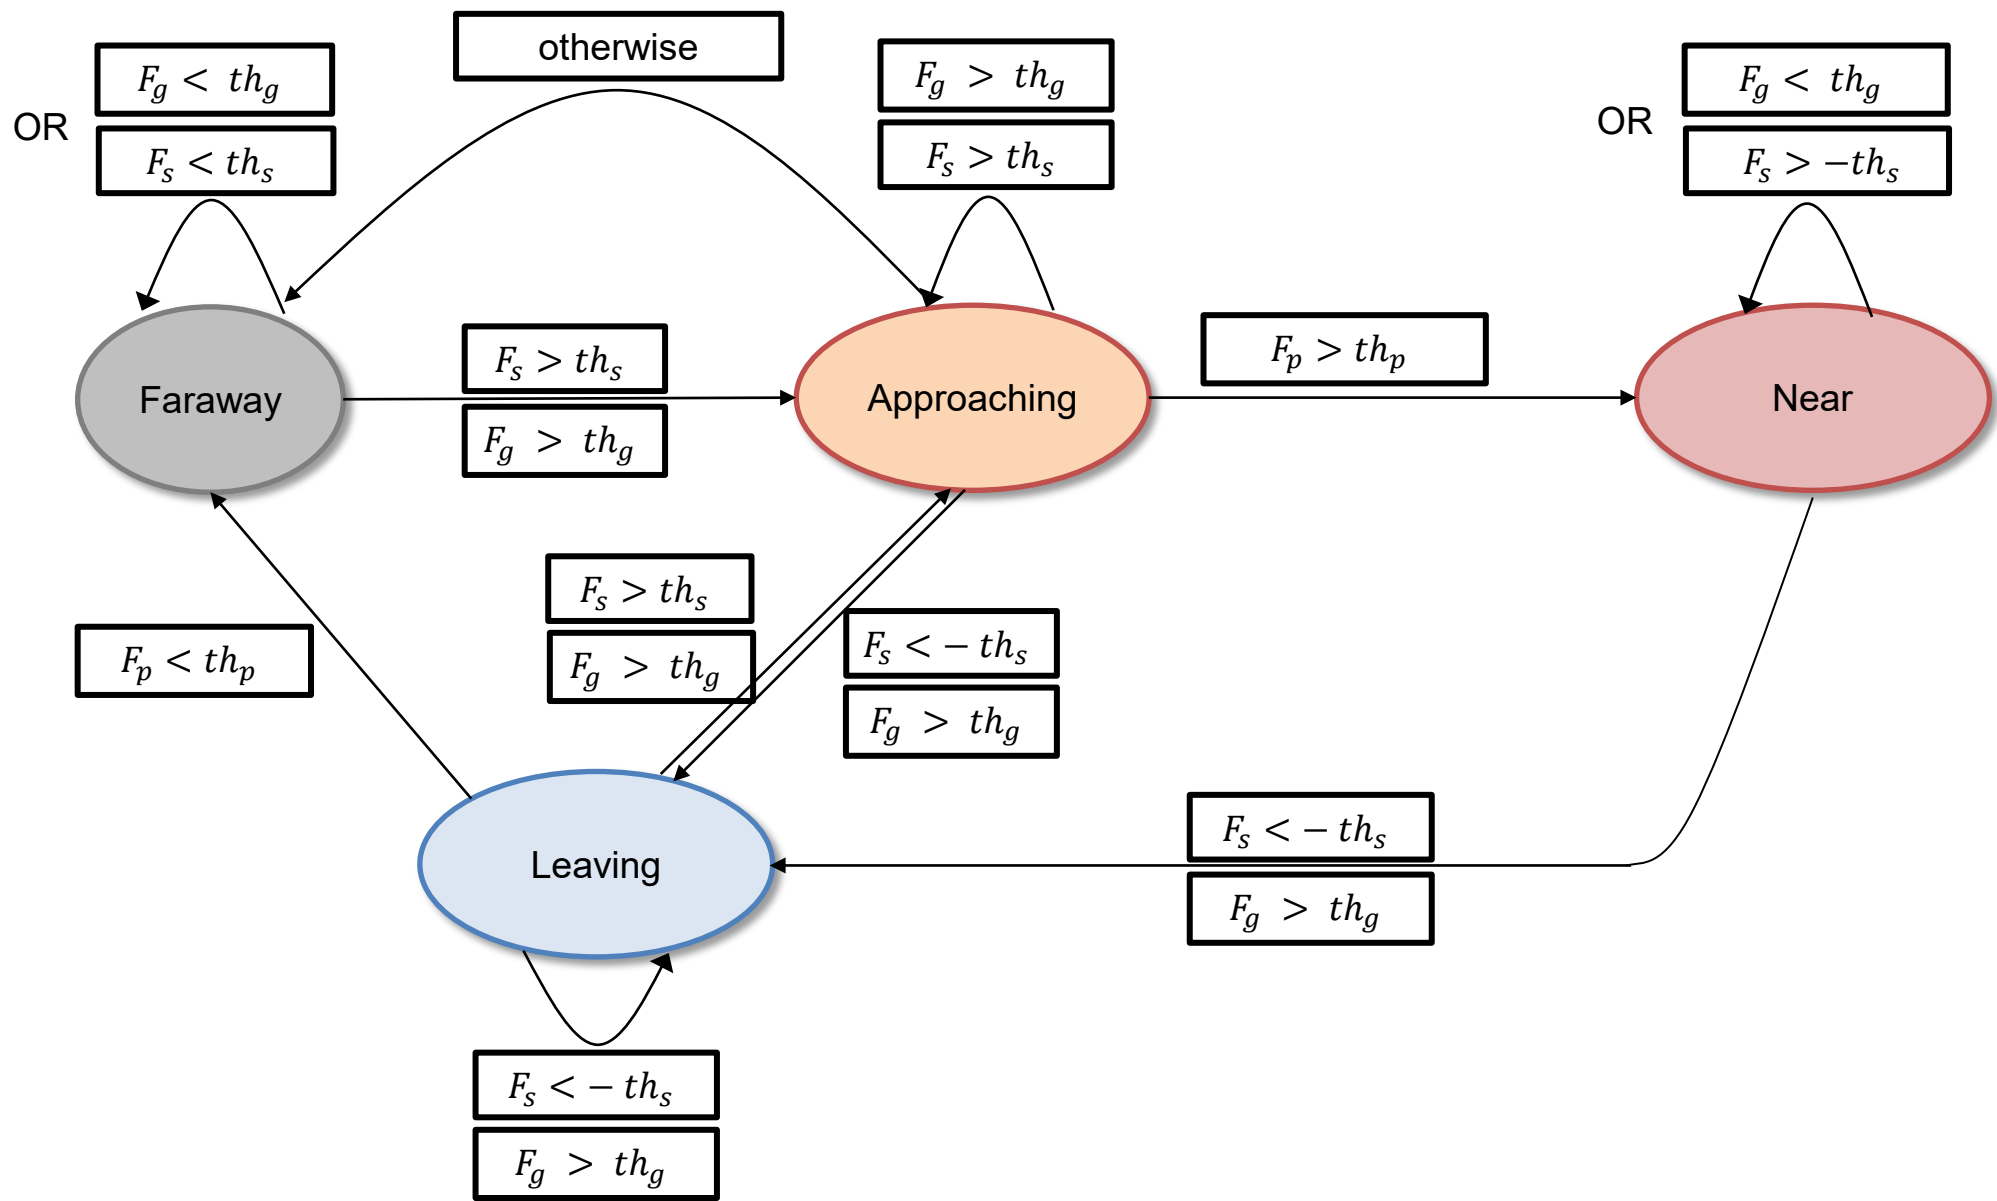 otherwise
F_g < th_g
F_g > th_g
F_g < th_g
OR
OR
F_s < th_s
F_s > th_s
F_s > −th_s
F_s > th_s
F_p > th_p
Faraway
Approaching
Near
F_g > th_g
F_s > th_s
F_s < − th_s
F_p < th_p
F_g > th_g
F_g > th_g
F_s < − th_s
Leaving
F_g > th_g
F_s < − th_s
F_g > th_g